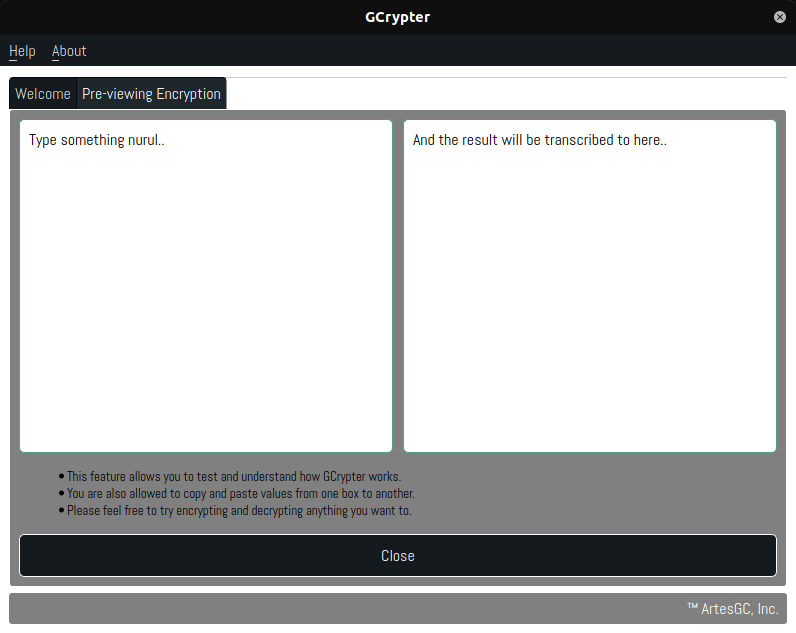 GCrypter
Help About
Welcome Pre-viewing Encryption
Type something nurul..
And the result will be transcribed to here..
• This feature allows you to test and understand how GCrypter works.
• You are also allowed to copy and paste values from one box to another.
• Please feel free to try encrypting and decrypting anything you want to.
Close
™ ArtesGC, Inc.